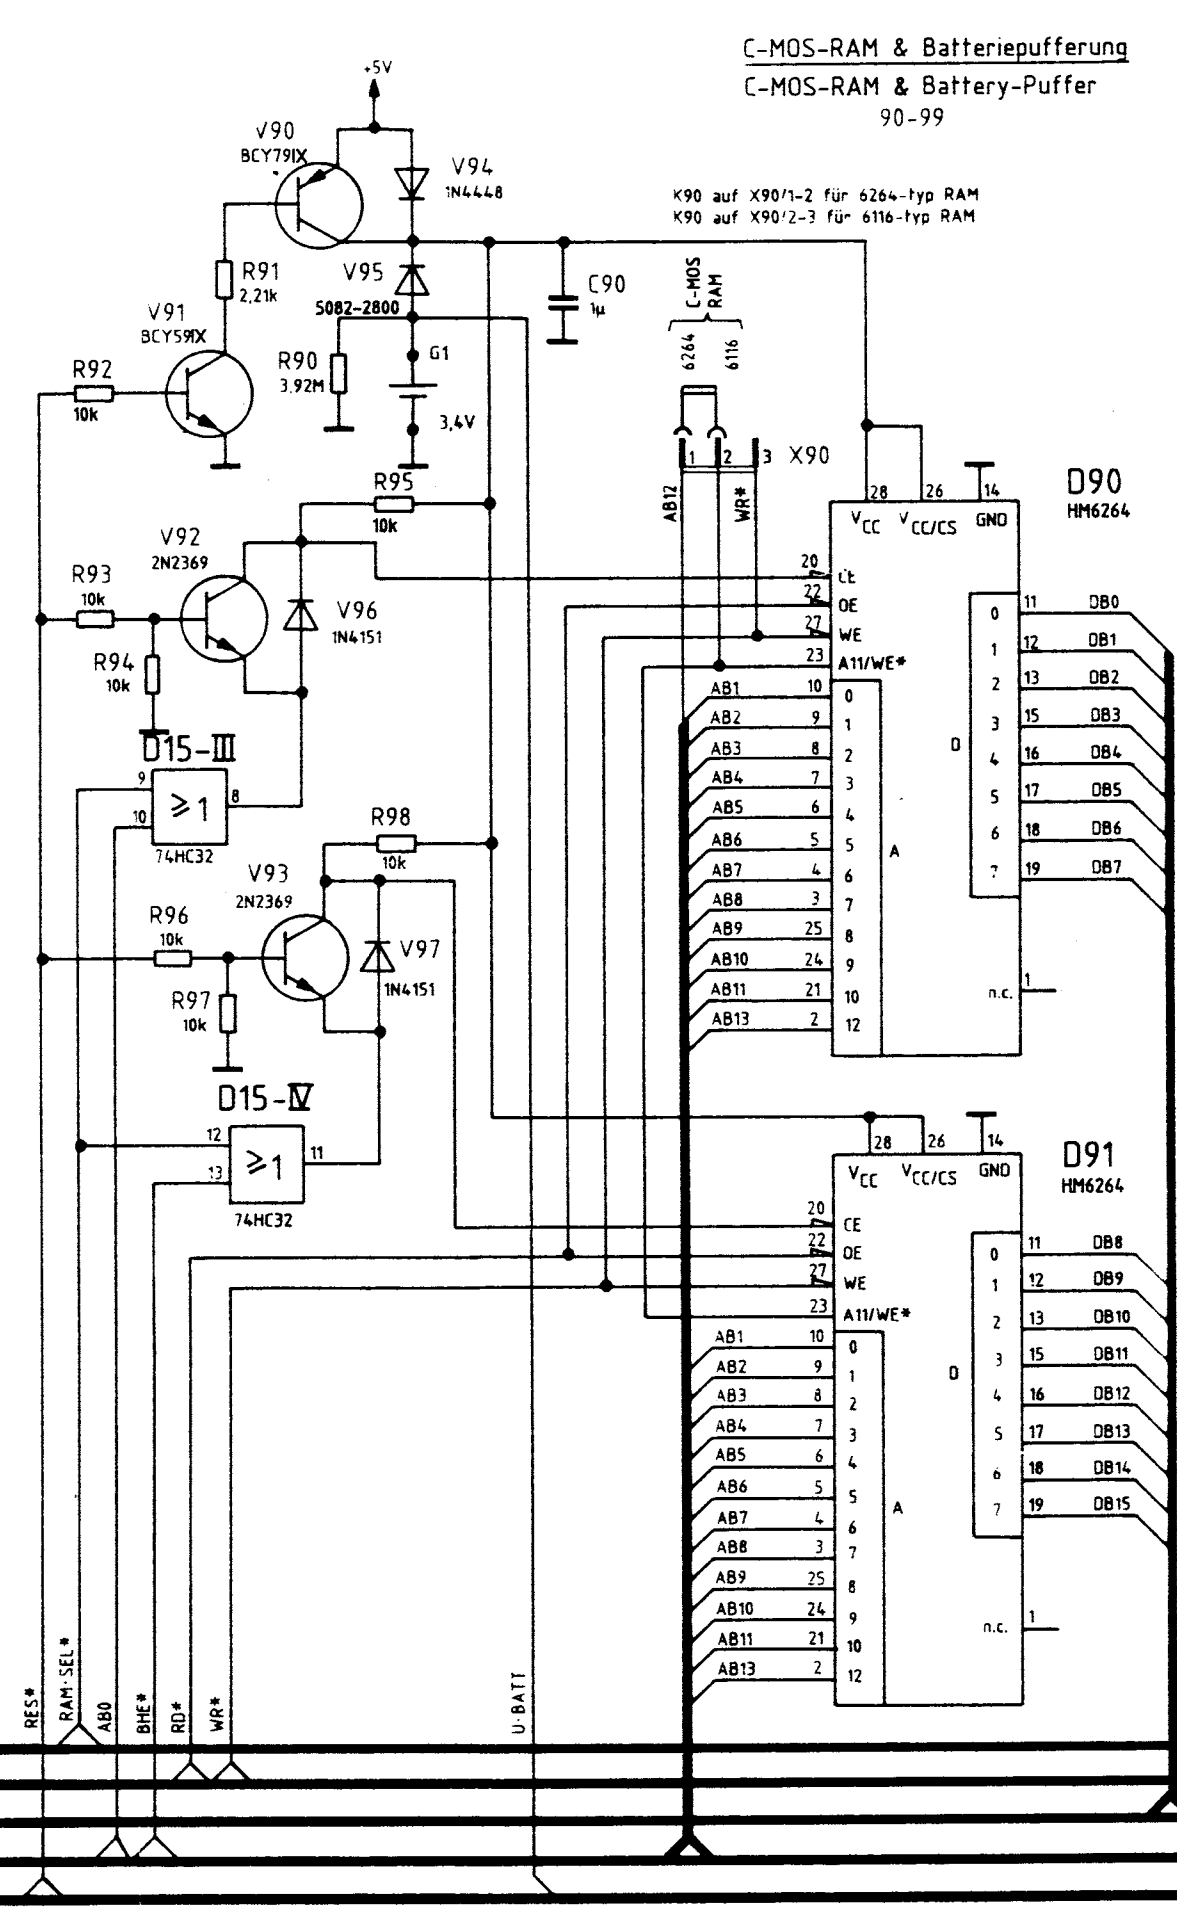 C-MOS-RAM & Batteriepufferung
C-MOS-RAM & Battery-Puffer
90-99
+5V
V90
BCY79IX
V94
1N4448
K90 auf X90/1-2 für 6264-typ RAM
K90 auf X90/2-3 für 6116-typ RAM
R91
2,21k
V95
5082-2800
C90
1µ
C-MOS
RAM
6264
6116
V91
BCY59IX
R92
10k
R90
3,92M
G1
3,4V
1
2
3
X90
AB12
WR*
R95
10k
V92
2N2369
R93
10k
R94
10k
V96
1N4151
D15-III
9
10
≥1
8
74HC32
R98
10k
V93
2N2369
R96
10k
R97
10k
V97
1N4151
D15-IV
12
13
≥1
11
74HC32
D90
HM6264
28
26
14
VCC
VCC/CS
GND
20
CE
22
OE
27
WE
23
A11/WE*
AB1 10 0
AB2 9 1
AB3 8 2
AB4 7 3
AB5 6 4
AB6 5 5
AB7 4 6
AB8 3 7
AB9 25 8
AB10 24 9
AB11 21 10
AB13 2 12
A
D
0 11 DB0
1 12 DB1
2 13 DB2
3 15 DB3
4 16 DB4
5 17 DB5
6 18 DB6
7 19 DB7
n.c. 1
D91
HM6264
28
26
14
VCC
VCC/CS
GND
20
CE
22
OE
27
WE
23
A11/WE*
AB1 10 0
AB2 9 1
AB3 8 2
AB4 7 3
AB5 6 4
AB6 5 5
AB7 4 6
AB8 3 7
AB9 25 8
AB10 24 9
AB11 21 10
AB13 2 12
A
D
0 11 DB8
1 12 DB9
2 13 DB10
3 15 DB11
4 16 DB12
5 17 DB13
6 18 DB14
7 19 DB15
n.c. 1
RES*
RAM·SEL*
AB0
BHE*
RD*
WR*
U·BATT